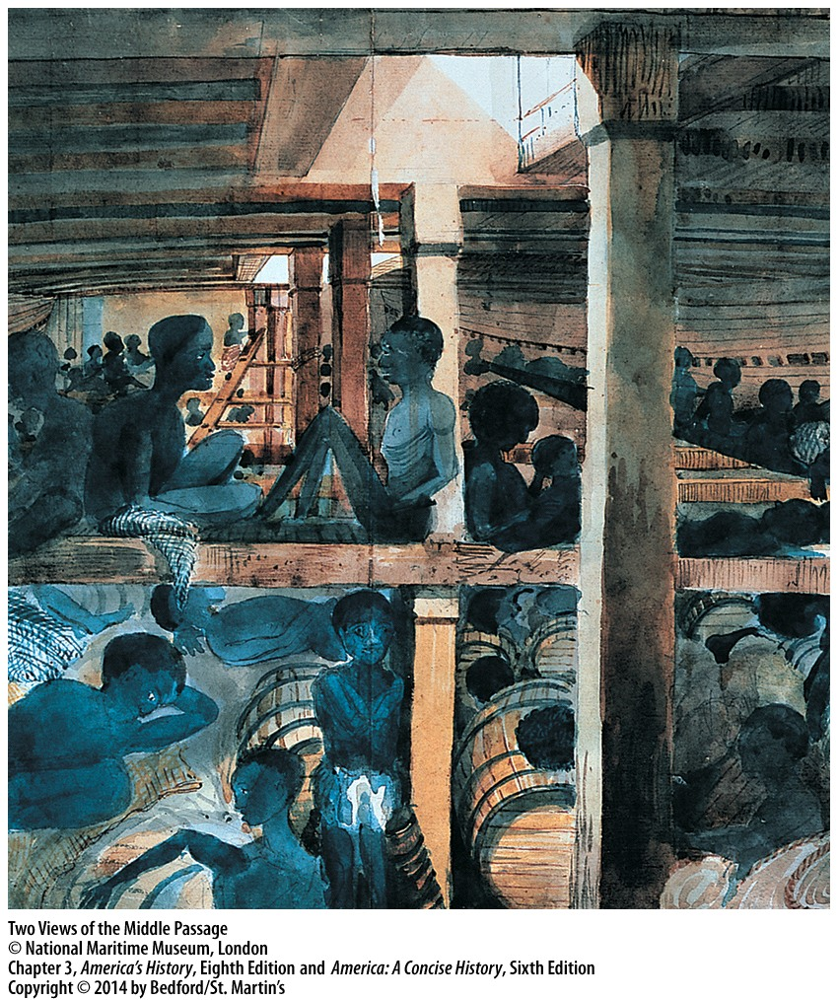 Two Views of the Middle Passage
© National Maritime Museum, London
Chapter 3, America's History, Eighth Edition and America: A Concise History, Sixth Edition
Copyright © 2014 by Bedford/St. Martin's